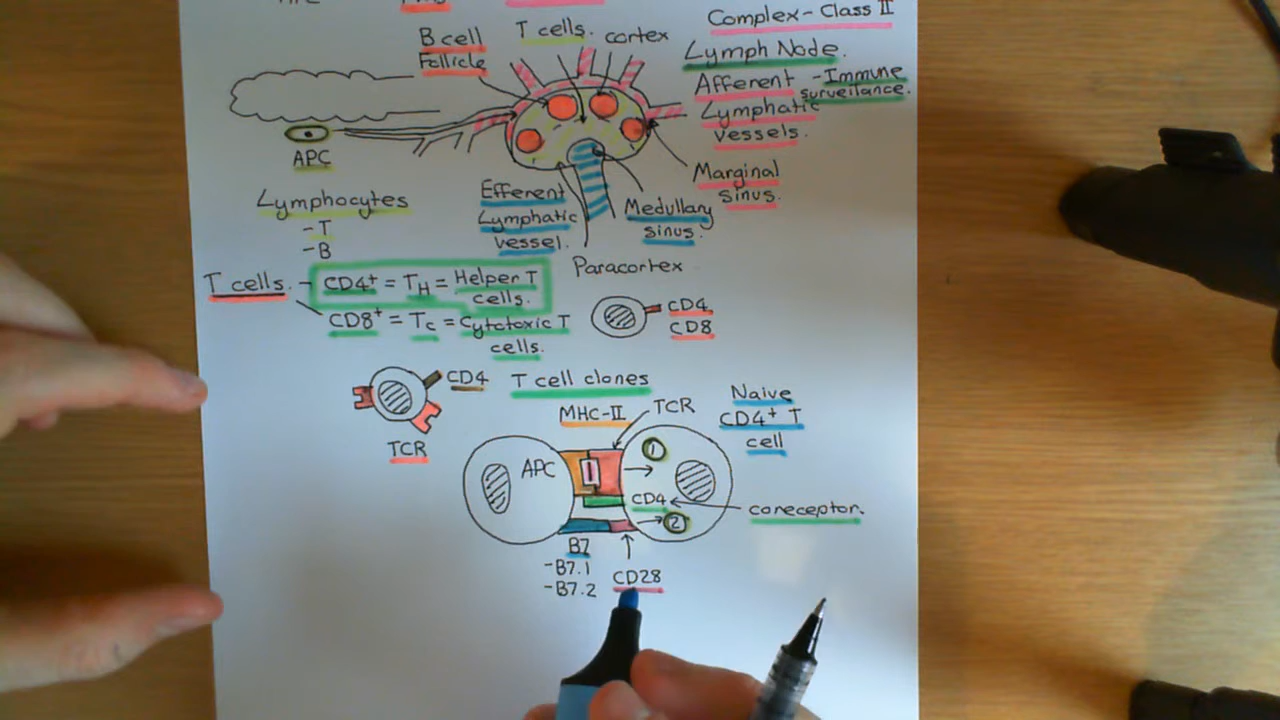 Complex-Class II
B cell
Follicle
T cells.
cortex
Lymph Node.
Afferent
Lymphatic
vessels.
-Immune
surveilance.
APC
Marginal
sinus.
Lymphocytes
-T
-B
Efferent
Lymphatic
vessel.
Medullary
sinus.
Paracortex
T cells. - CD4+ = TH = Helper T
cells.
CD8+ = Tc = Cytotoxic T
cells.
CD4
CD8
CD4
TCR
T cell clones
MHC-II
TCR
Naive
CD4+ T
cell
APC
1
CD4
coreceptor.
2
B7
-B7.1
-B7.2
CD28